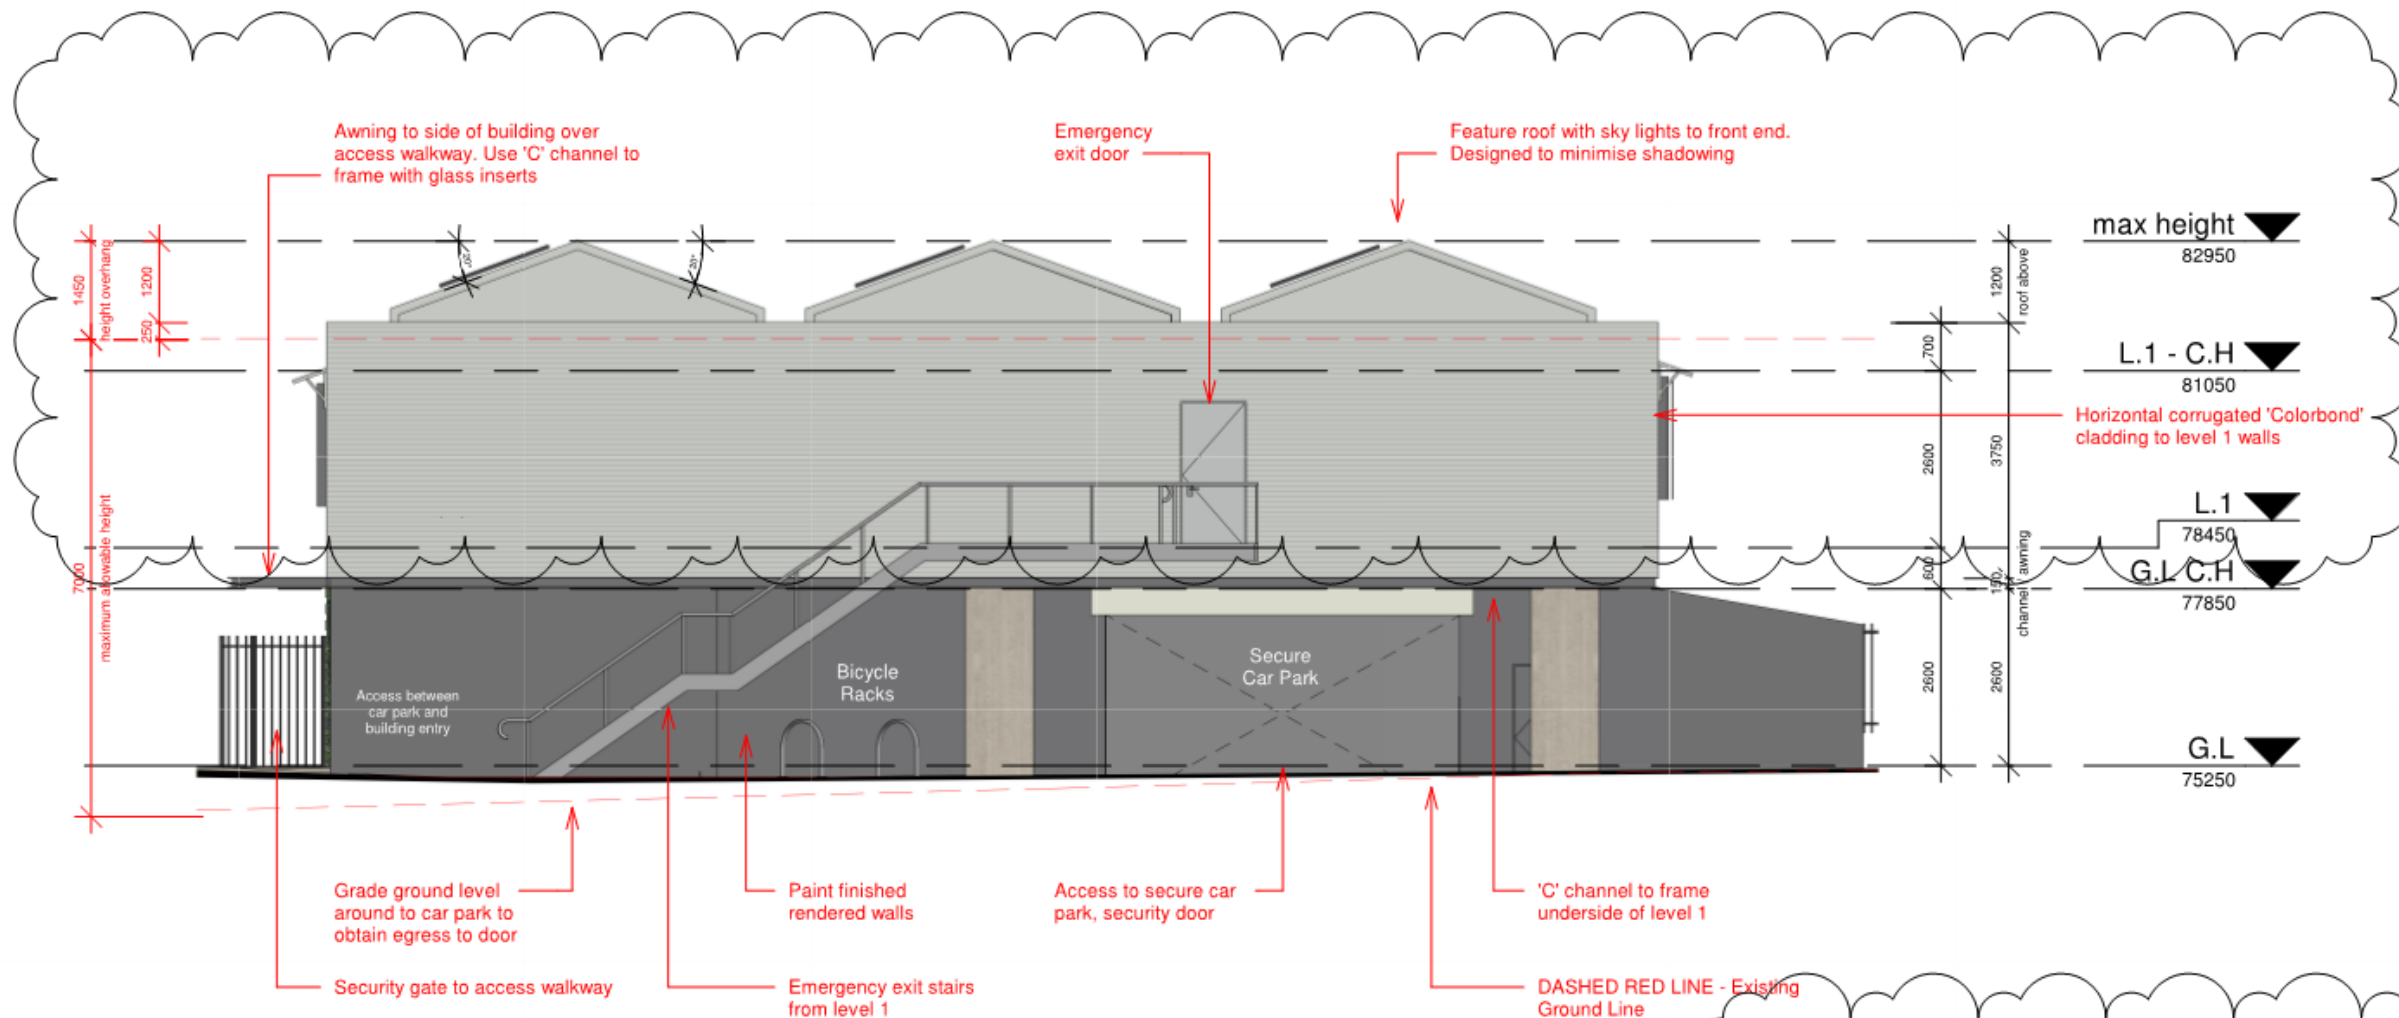 Awning to side of building over
access walkway. Use 'C' channel to
frame with glass inserts
Emergency
exit door
Feature roof with sky lights to front end.
Designed to minimise shadowing
max height
82950
L.1 - C.H
81050
Horizontal corrugated 'Colorbond'
cladding to level 1 walls
L.1
78450
G.L C.H
77850
G.L
75250
1450
height overhang
1200
250
7000
maximum allowable height
20°
20°
700
2600
600
2600
1200
roof above
3750
150
channel / awning
2600
Access between
car park and
building entry
Bicycle
Racks
Secure
Car Park
Grade ground level
around to car park to
obtain egress to door
Paint finished
rendered walls
Access to secure car
park, security door
'C' channel to frame
underside of level 1
Security gate to access walkway
Emergency exit stairs
from level 1
DASHED RED LINE - Existing
Ground Line